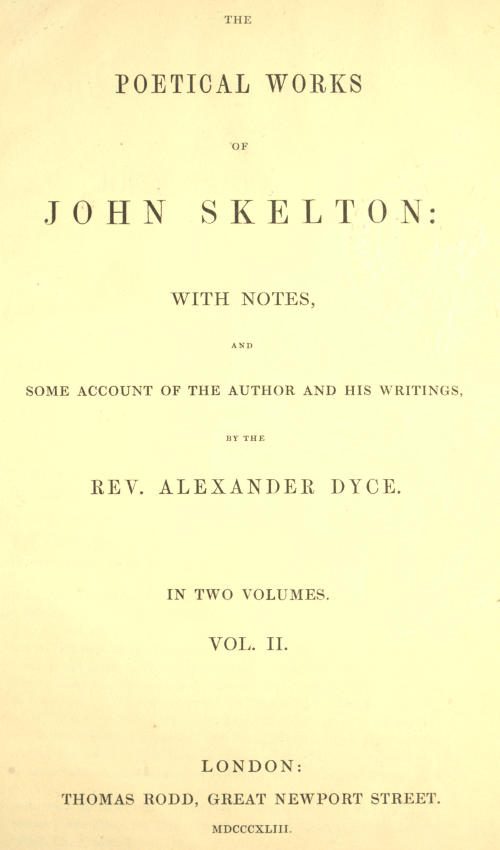 THE
POETICAL WORKS
OF
JOHN SKELTON:
WITH NOTES,
AND
SOME ACCOUNT OF THE AUTHOR AND HIS WRITINGS,
BY THE
REV. ALEXANDER DYCE.
IN TWO VOLUMES.
VOL. II.
LONDON:
THOMAS RODD, GREAT NEWPORT STREET.
MDCCCXLIII.